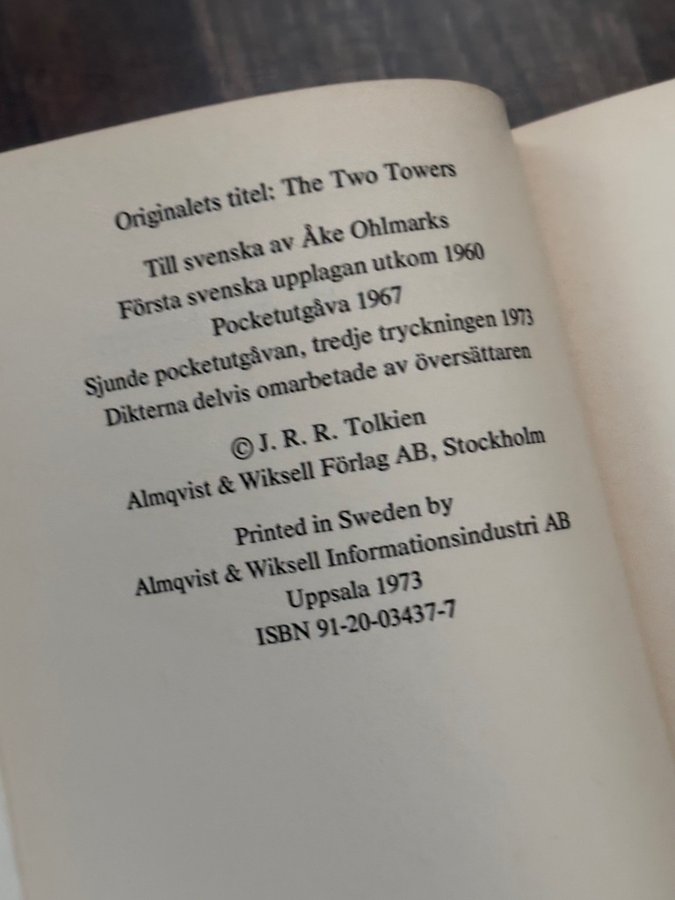 Originalets titel: The Two Towers
Till svenska av Åke Ohlmarks
Första svenska upplagan utkom 1960
Pocketutgåva 1967
Sjunde pocketutgåvan, tredje tryckningen 1973
Dikterna delvis omarbetade av översättaren
© J. R. R. Tolkien
Almqvist & Wiksell Förlag AB, Stockholm
Printed in Sweden by
Almqvist & Wiksell Informationsindustri AB
Uppsala 1973
ISBN 91-20-03437-7